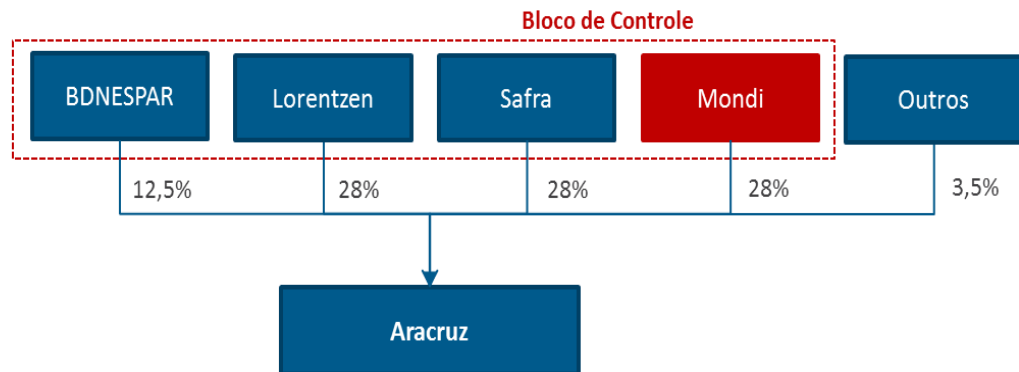 Bloco de Controle
BDNESPAR
Lorentzen
Safra
Mondi
Outros
12,5%
28%
28%
28%
3,5%
Aracruz